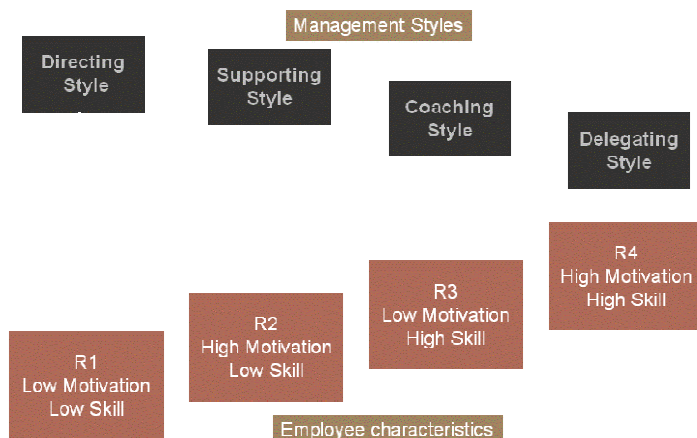 Management Styles
Directing
Style
Supporting
Style
Coaching
Style
Delegating
Style
R4
High Motivation
High Skill
R3
Low Motivation
High Skill
R2
High Motivation
Low Skill
R1
Low Motivation
Low Skill
Employee characteristics